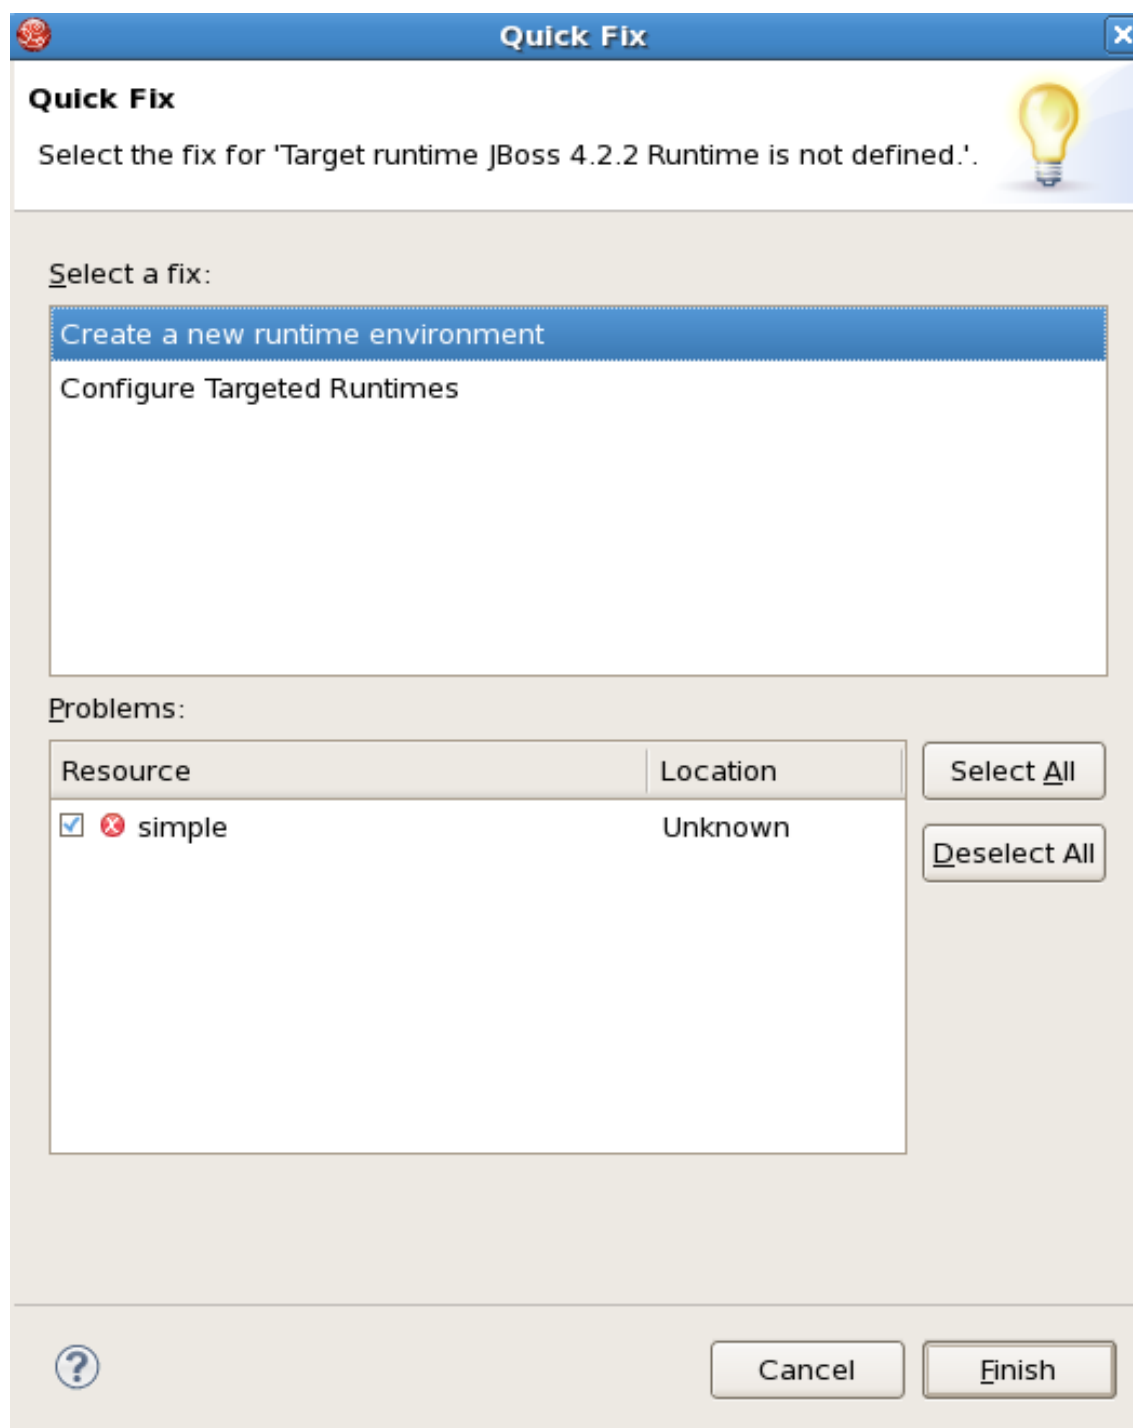 Quick Fix
Quick Fix
Select the fix for 'Target runtime JBoss 4.2.2 Runtime is not defined.'.
Select a fix:
Create a new runtime environment
Configure Targeted Runtimes
Problems:
Resource Location
Select All
simple Unknown
Deselect All
Cancel Finish